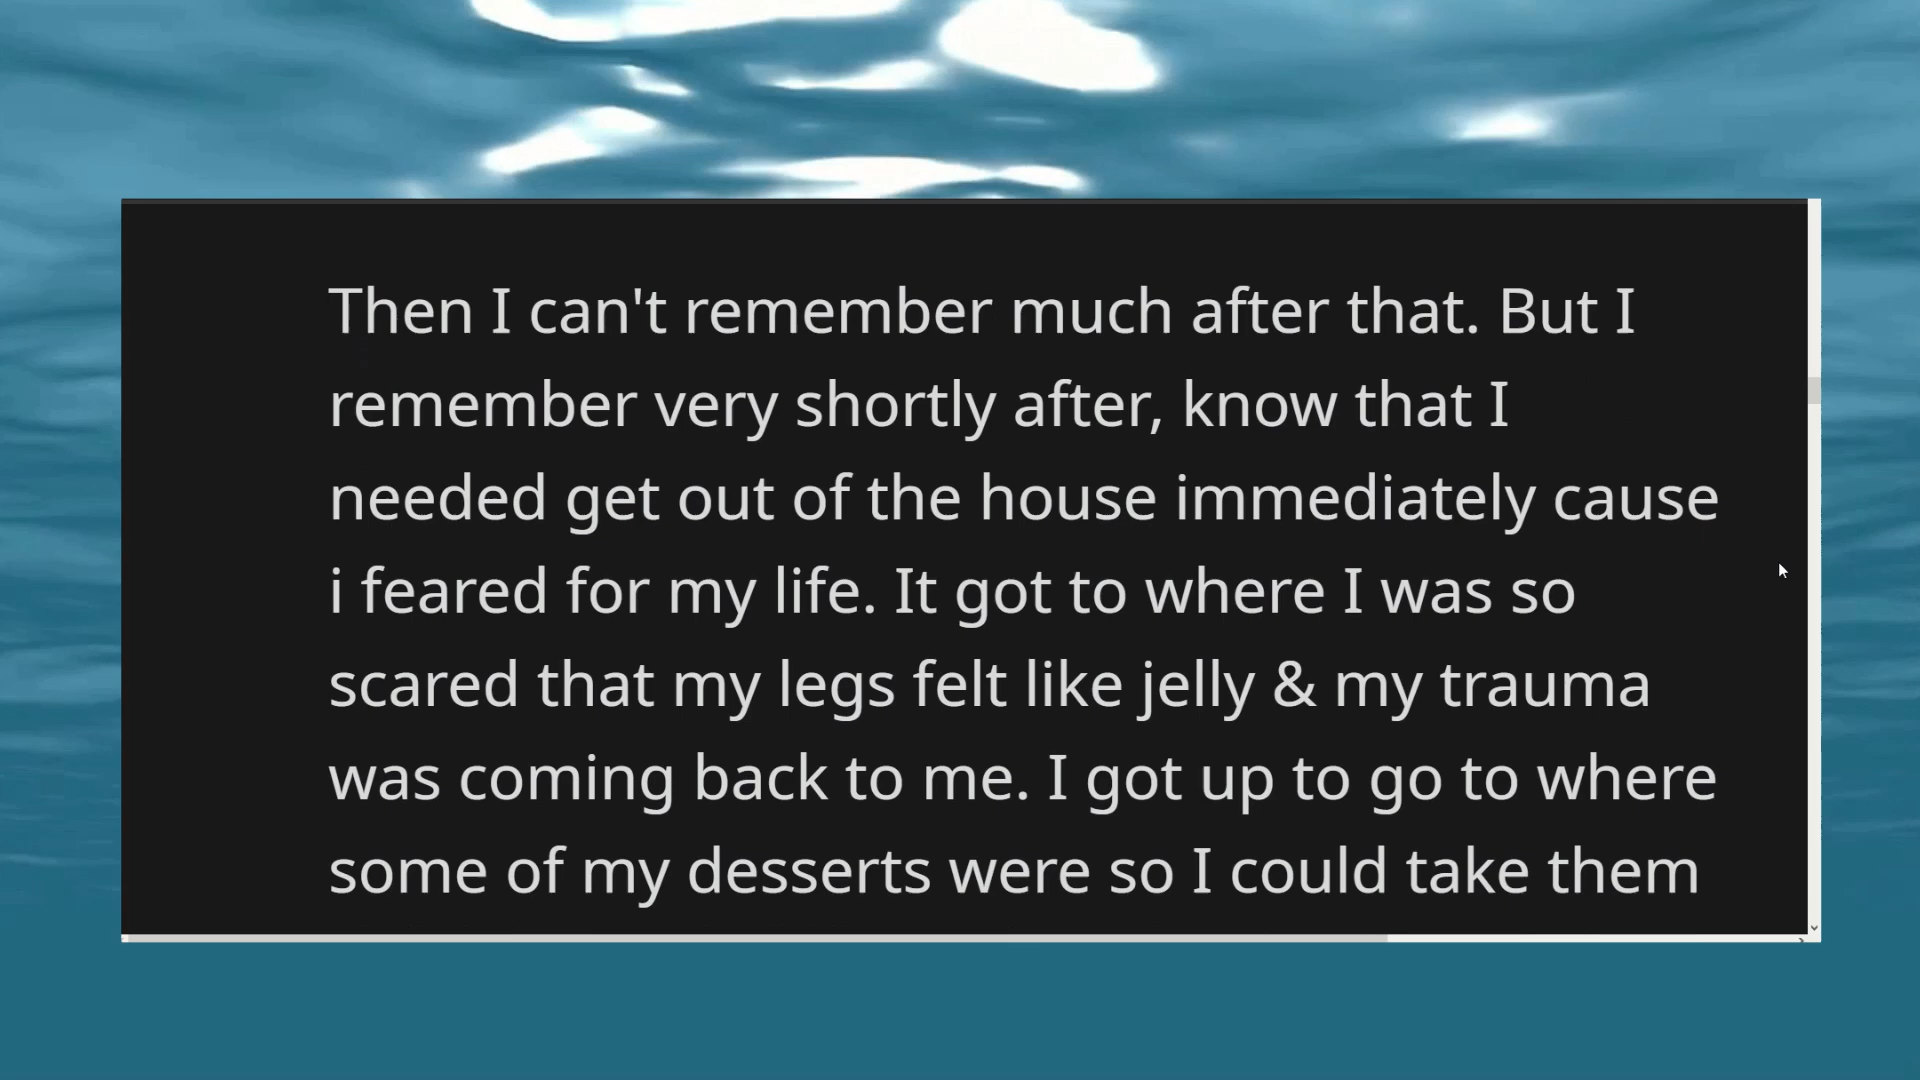 Then I can't remember much after that. But I
remember very shortly after, know that I
needed get out of the house immediately cause
i feared for my life. It got to where I was so
scared that my legs felt like jelly & my trauma
was coming back to me. I got up to go to where
some of my desserts were so I could take them